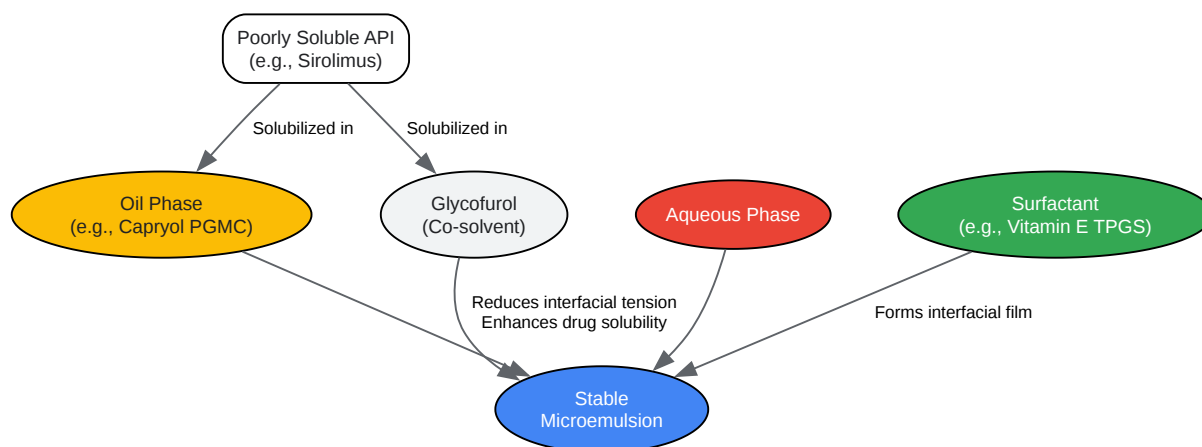 Poorly Soluble API
(e.g., Sirolimus)
Solubilized in
Solubilized in
Oil Phase
(e.g., Capryol PGMC)
Glycofurol
(Co-solvent)
Aqueous Phase
Surfactant
(e.g., Vitamin E TPGS)
Reduces interfacial tension
Enhances drug solubility
Forms interfacial film
Stable
Microemulsion